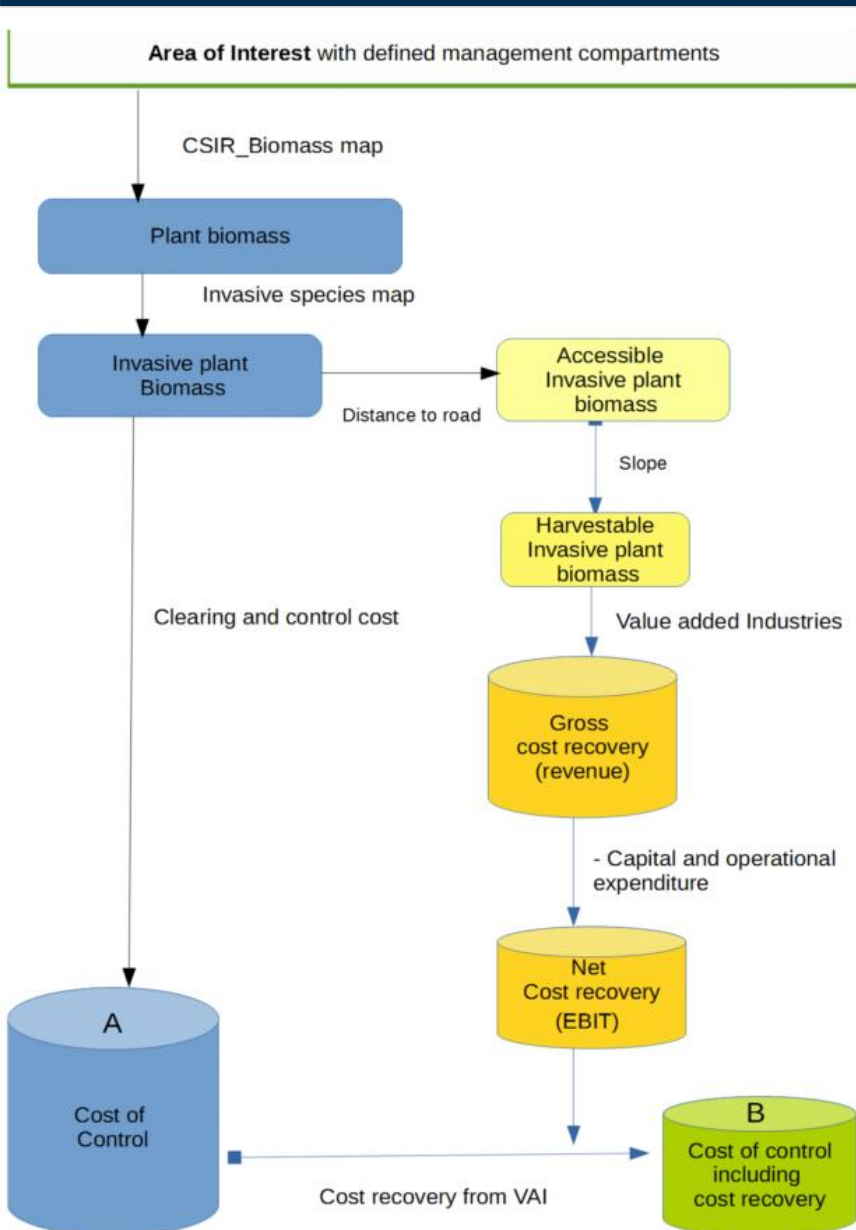 Area of Interest with defined management compartments
CSIR_Biomass map
Plant biomass
Invasive species map
Invasive plant
Biomass
Distance to road
Accessible
Invasive plant
biomass
Slope
Harvestable
Invasive plant
biomass
Clearing and control cost
Value added Industries
Gross
cost recovery
(revenue)
- Capital and operational
expenditure
Net
Cost recovery
(EBIT)
A
Cost of
Control
Cost recovery from VAI
B
Cost of control
including
cost recovery